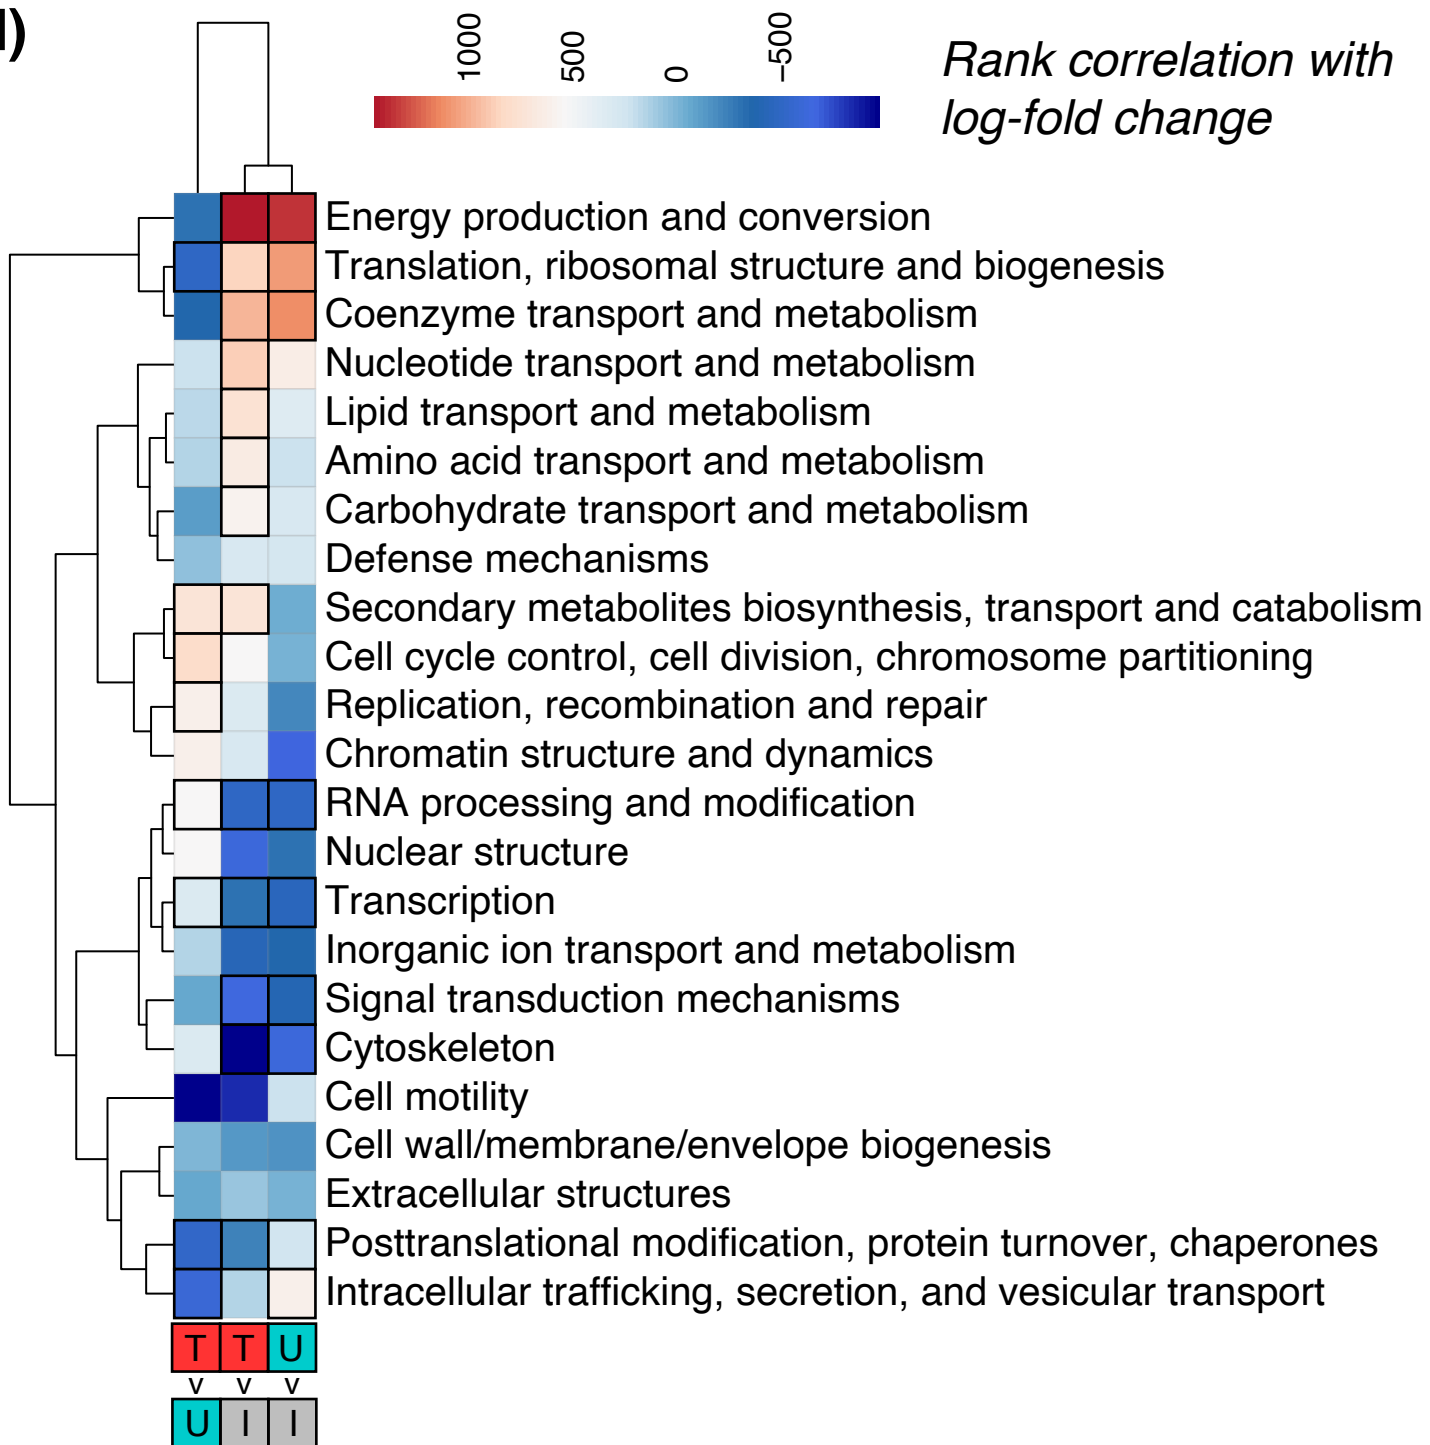 )
1000
500
0
−500
Rank correlation with
log-fold change
Energy production and conversion
Translation, ribosomal structure and biogenesis
Coenzyme transport and metabolism
Nucleotide transport and metabolism
Lipid transport and metabolism
Amino acid transport and metabolism
Carbohydrate transport and metabolism
Defense mechanisms
Secondary metabolites biosynthesis, transport and catabolism
Cell cycle control, cell division, chromosome partitioning
Replication, recombination and repair
Chromatin structure and dynamics
RNA processing and modification
Nuclear structure
Transcription
Inorganic ion transport and metabolism
Signal transduction mechanisms
Cytoskeleton
Cell motility
Cell wall/membrane/envelope biogenesis
Extracellular structures
Posttranslational modification, protein turnover, chaperones
Intracellular trafficking, secretion, and vesicular transport
T T U
v v v
U I I